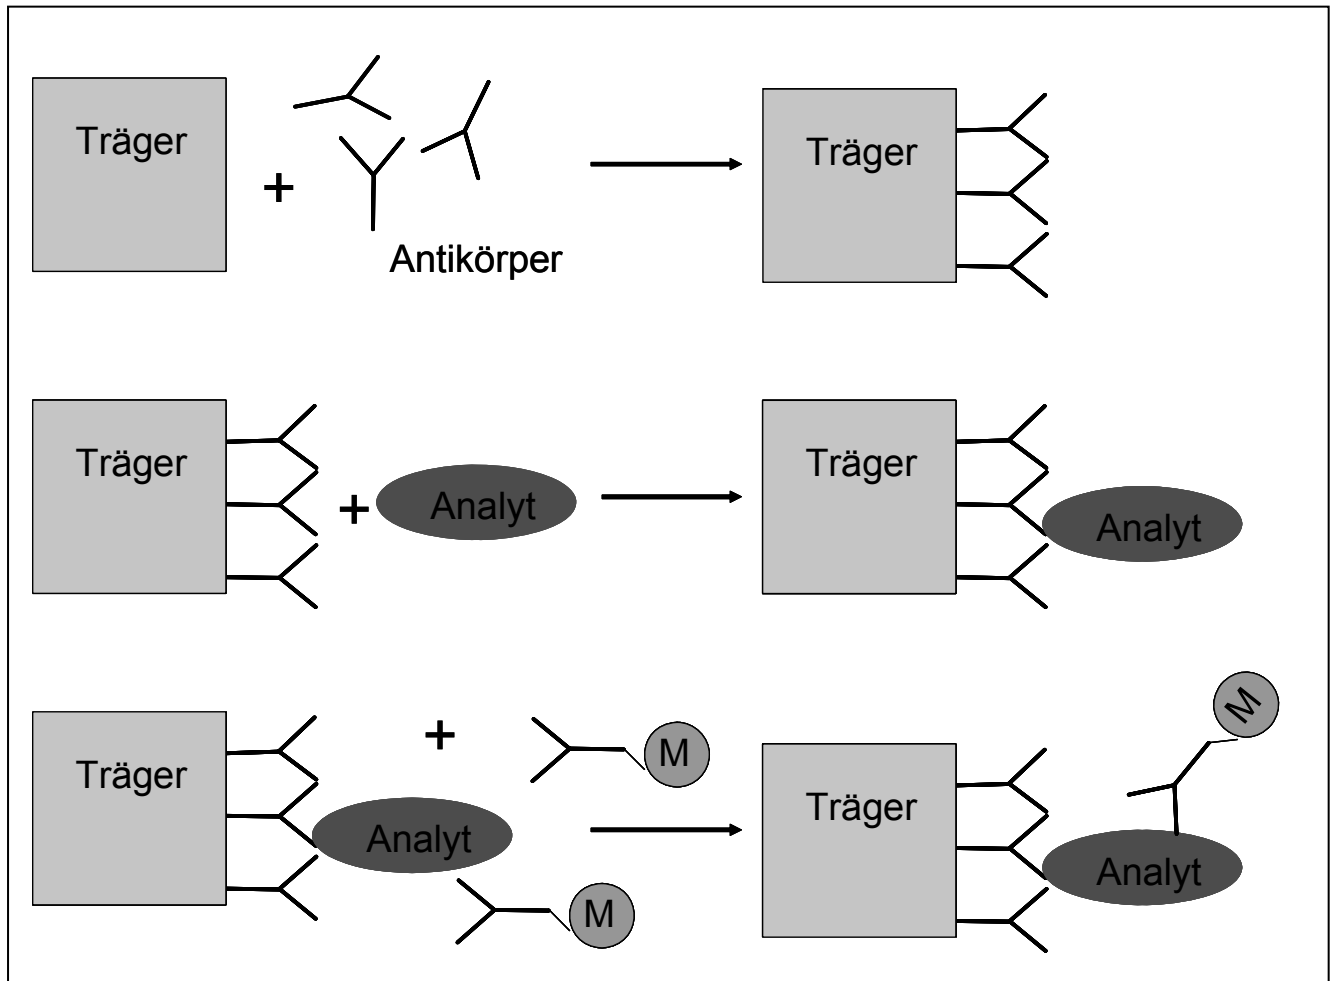 Träger
+
Antikörper
Träger
Träger
+
Analyt
Träger
Analyt
Träger
Analyt
+
M
M
Träger
Analyt
M